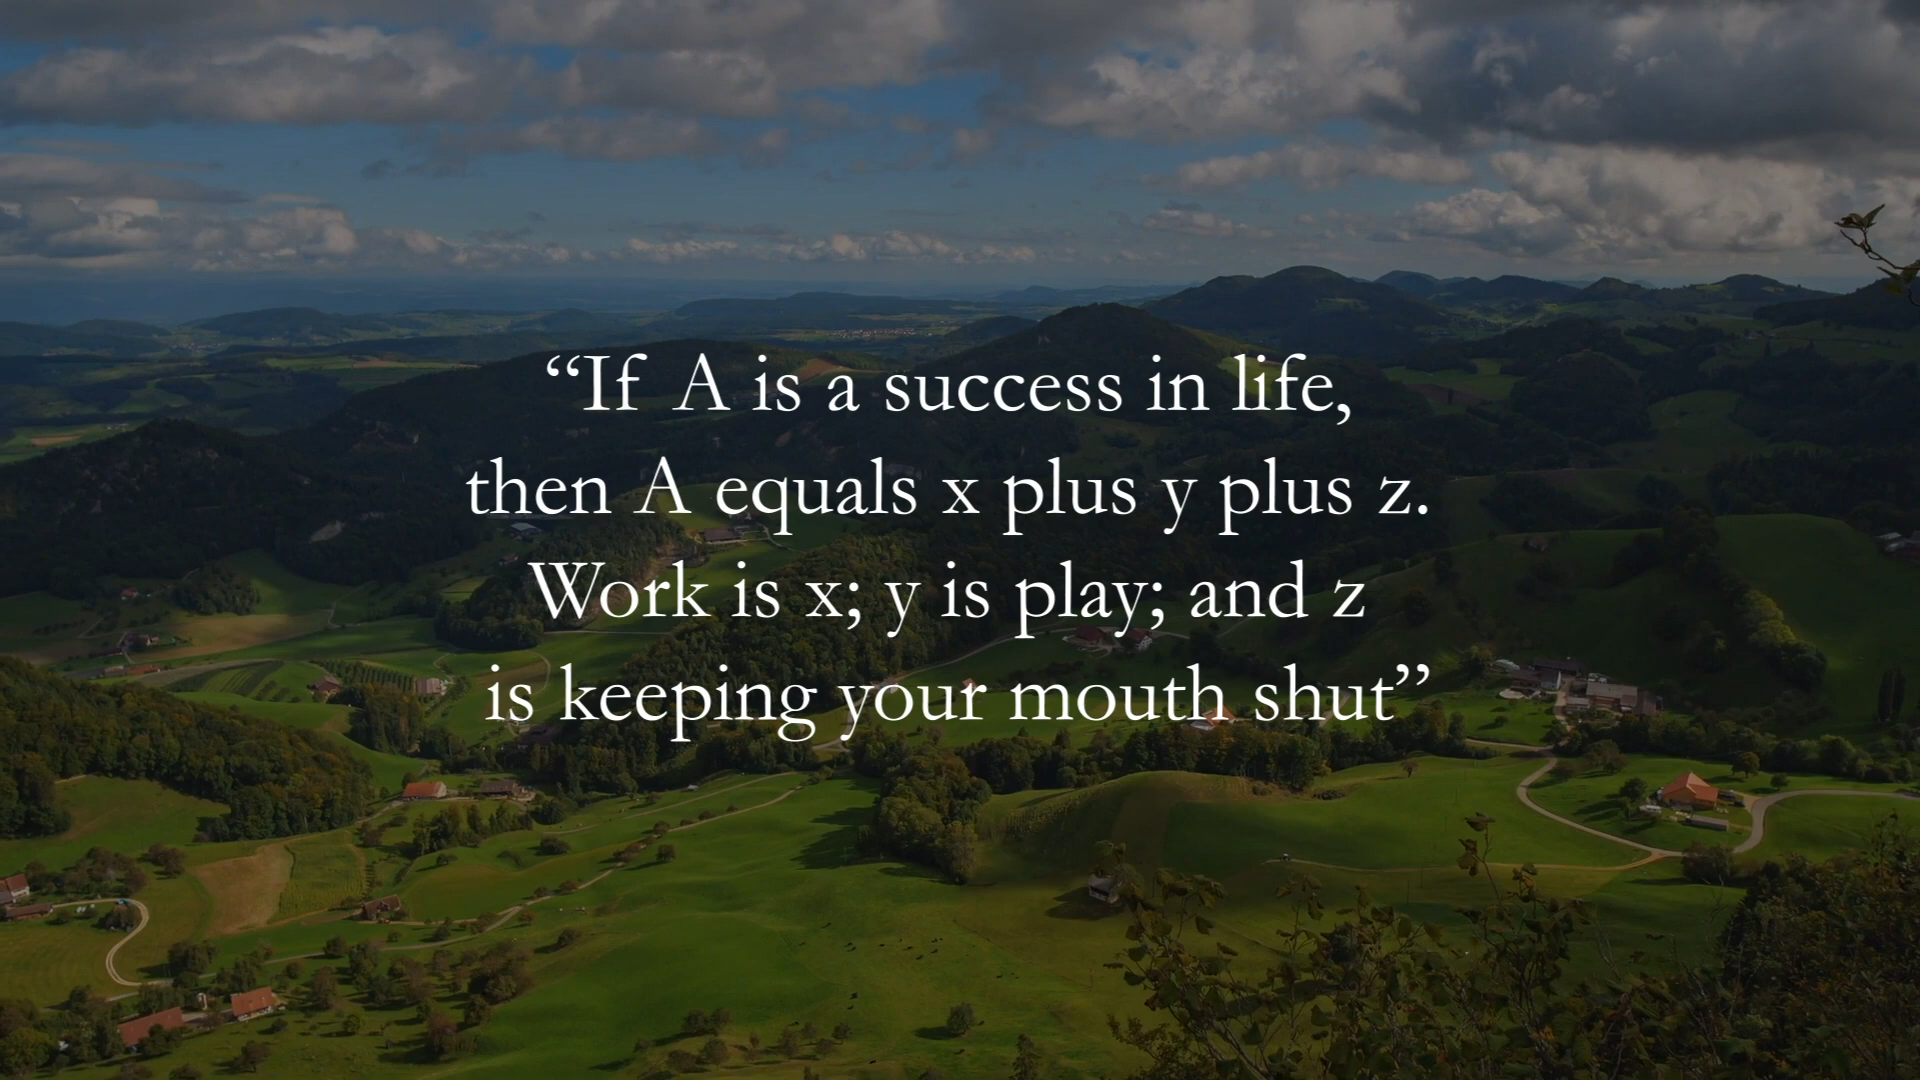 “If A is a success in life,
then A equals x plus y plus z.
Work is x; y is play; and z
is keeping your mouth shut”